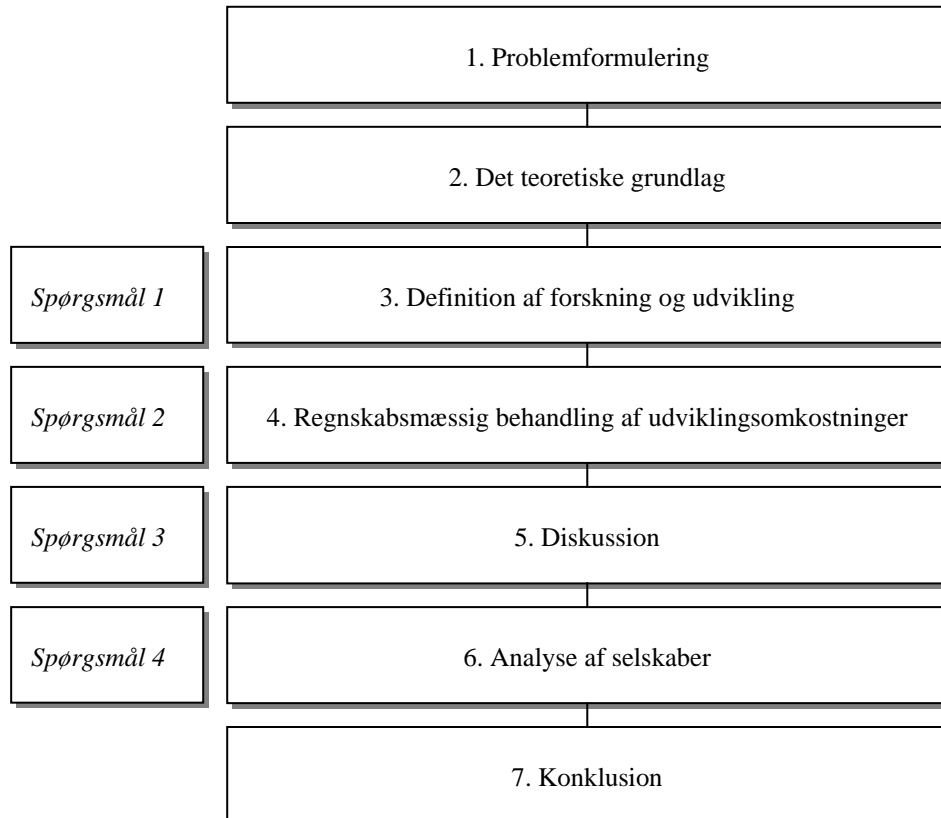 1. Problemformulering
2. Det teoretiske grundlag
Spørgsmål 1
3. Definition af forskning og udvikling
Spørgsmål 2
4. Regnskabsmæssig behandling af udviklingsomkostninger
Spørgsmål 3
5. Diskussion
Spørgsmål 4
6. Analyse af selskaber
7. Konklusion